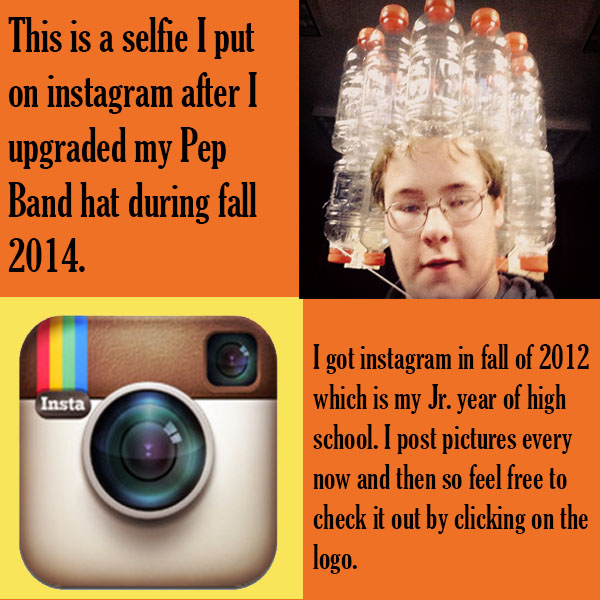 This is a selfie I put
on instagram after I
upgraded my Pep
Band hat during fall
2014.
Insta
I got instagram in fall of 2012
which is my Jr. year of high
school. I post pictures every
now and then so feel free to
check it out by clicking on the
logo.